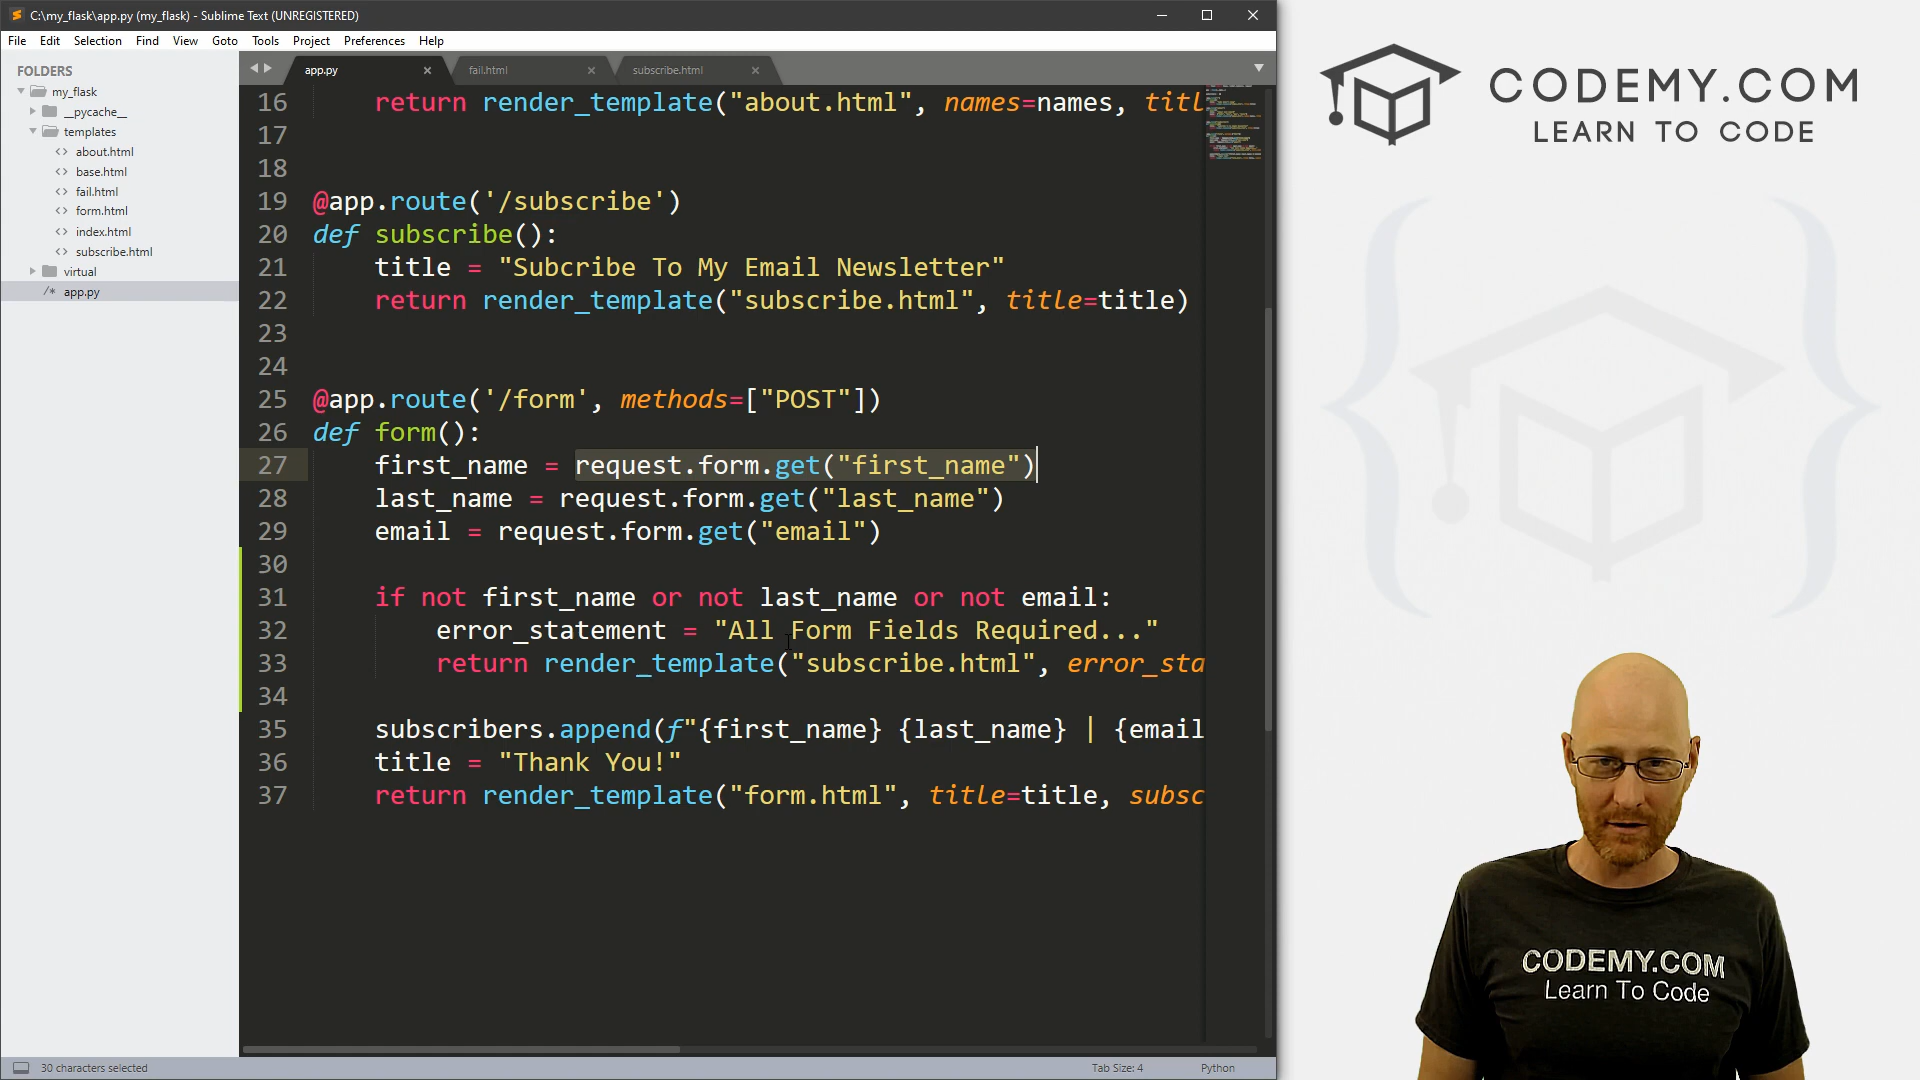 C:\my_flask\app.py (my_flask) - Sublime Text (UNREGISTERED)
File Edit Selection Find View Goto Tools Project Preferences Help
FOLDERS
my_flask
__pycache__
templates
about.html
base.html
fail.html
form.html
index.html
subscribe.html
virtual
app.py
app.py fail.html subscribe.html
16 return render_template("about.html", names=names, titl
17
18
19 @app.route('/subscribe')
20 def subscribe():
21 title = "Subcribe To My Email Newsletter"
22 return render_template("subscribe.html", title=title)
23
24
25 @app.route('/form', methods=["POST"])
26 def form():
27 first_name = request.form.get("first_name")
28 last_name = request.form.get("last_name")
29 email = request.form.get("email")
30
31 if not first_name or not last_name or not email:
32 error_statement = "All Form Fields Required..."
33 return render_template("subscribe.html", error_sta
34
35 subscribers.append(f"{first_name} {last_name} | {email
36 title = "Thank You!"
37 return render_template("form.html", title=title, subsc
30 characters selected
Tab Size: 4 Python
CODEMY.COM
LEARN TO CODE
CODEMY.COM
Learn To Code